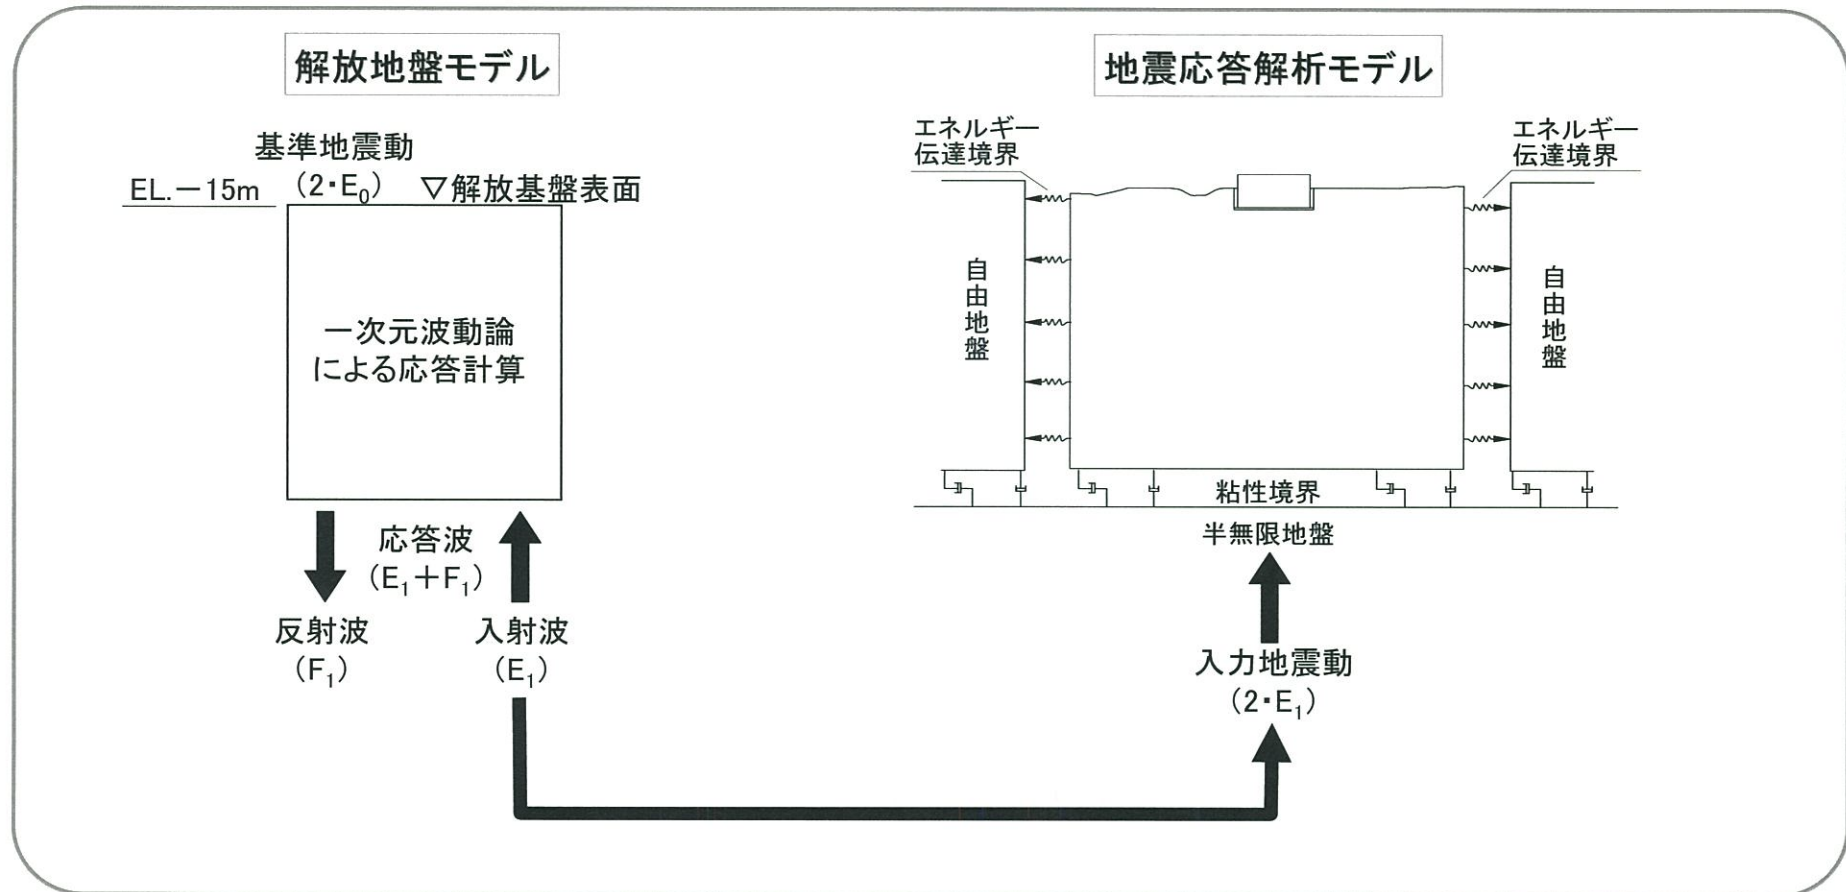 解放地盤モデル
基準地震動
(2・E₀)
EL.－15m
▽解放基盤表面
一次元波動論
による応答計算
応答波
(E₁＋F₁)
反射波
(F₁)
入射波
(E₁)
地震応答解析モデル
エネルギー
伝達境界
エネルギー
伝達境界
自由地盤
自由地盤
粘性境界
半無限地盤
入力地震動
(2・E₁)